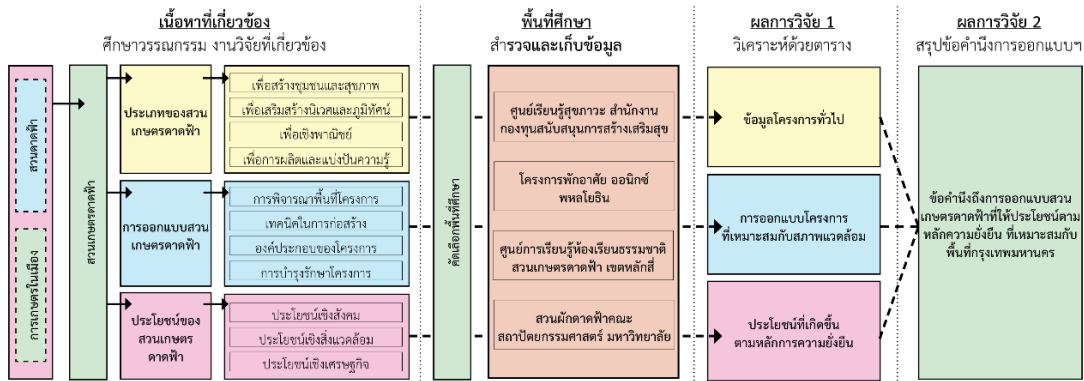 เนื้อหาที่เกี่ยวข้อง
ศึกษาวรรณกรรม งานวิจัยที่เกี่ยวข้อง
สวนดาดฟ้า
การเกษตรในเมือง
สวนเกษตรดาดฟ้า
ประเภทของสวน
เกษตรดาดฟ้า
เพื่อสร้างชุมชนและสุขภาพ
เพื่อเสริมสร้างนิเวศและภูมิทัศน์
เพื่อเชิงพาณิชย์
เพื่อการผลิตและแบ่งปันความรู้
การออกแบบสวน
เกษตรดาดฟ้า
การพิจารณาพื้นที่โครงการ
เทคนิคในการก่อสร้าง
องค์ประกอบของโครงการ
การบำรุงรักษาโครงการ
ประโยชน์ของ
สวนเกษตร
ดาดฟ้า
ประโยชน์เชิงสังคม
ประโยชน์เชิงสิ่งแวดล้อม
ประโยชน์เชิงเศรษฐกิจ
พื้นที่ศึกษา
สำรวจและเก็บข้อมูล
คัดเลือกพื้นที่ศึกษา
ศูนย์เรียนรู้สุขภาวะ สำนักงาน
กองทุนสนับสนุนการสร้างเสริมสุข
โครงการพักอาศัย ออนิกซ์
พหลโยธิน
ศูนย์การเรียนรู้ห้องเรียนธรรมชาติ
สวนเกษตรดาดฟ้า เขตหลักสี่
สวนผักดาดฟ้าคณะ
สถาปัตยกรรมศาสตร์ มหาวิทยาลัย
ผลการวิจัย 1
วิเคราะห์ด้วยตาราง
ข้อมูลโครงการทั่วไป
การออกแบบโครงการ
ที่เหมาะสมกับสภาพแวดล้อม
ประโยชน์ที่เกิดขึ้น
ตามหลักการความยั่งยืน
ผลการวิจัย 2
สรุปข้อคำนึงการออกแบบฯ
ข้อคำนึงถึงการออกแบบสวน
เกษตรดาดฟ้าที่ให้ประโยชน์ตาม
หลักความยั่งยืน ที่เหมาะสมกับ
พื้นที่กรุงเทพมหานคร